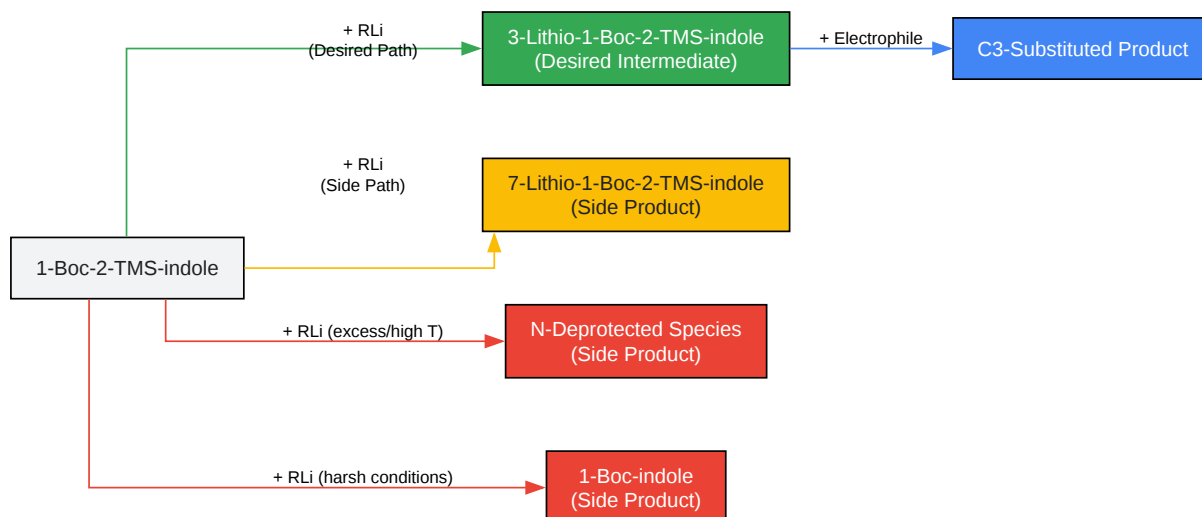 + RLi
(Desired Path)
3-Lithio-1-Boc-2-TMS-indole
(Desired Intermediate)
+ Electrophile
C3-Substituted Product
+ RLi
(Side Path)
7-Lithio-1-Boc-2-TMS-indole
(Side Product)
1-Boc-2-TMS-indole
+ RLi (excess/high T)
N-Deprotected Species
(Side Product)
+ RLi (harsh conditions)
1-Boc-indole
(Side Product)